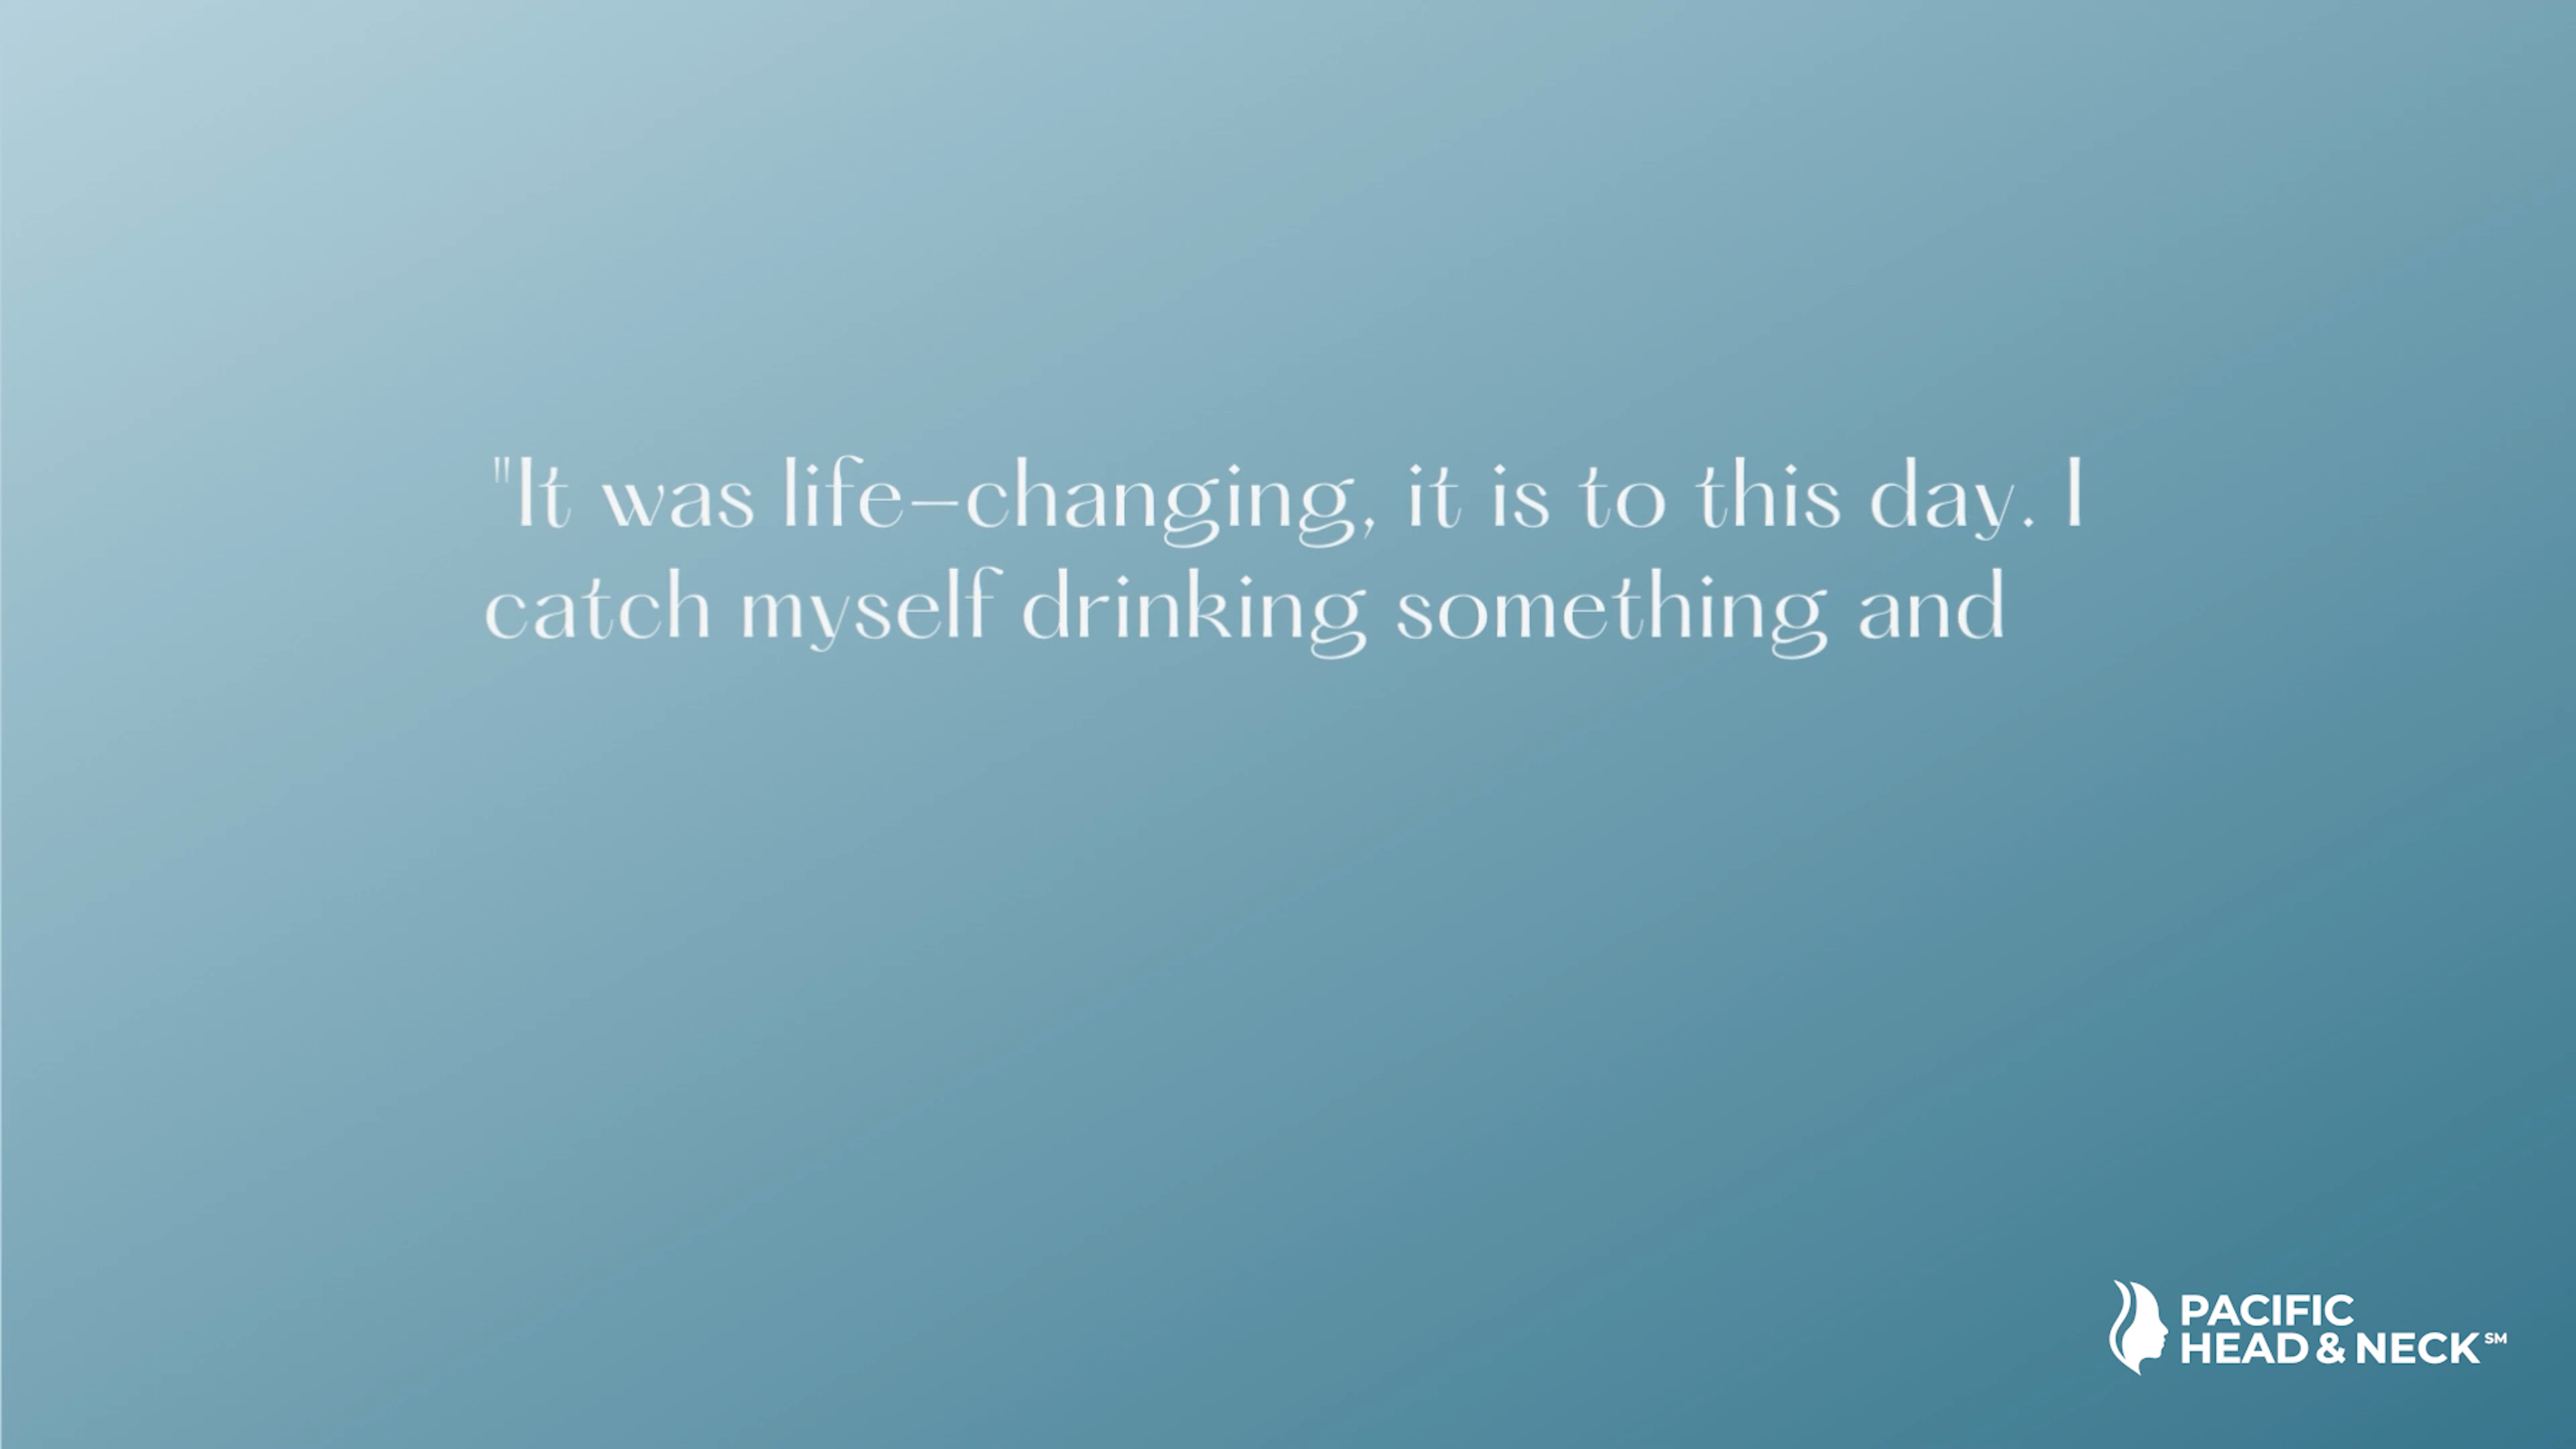 "It was life-changing, it is to this day. I
catch myself drinking something and
PACIFIC
HEAD & NECK SM